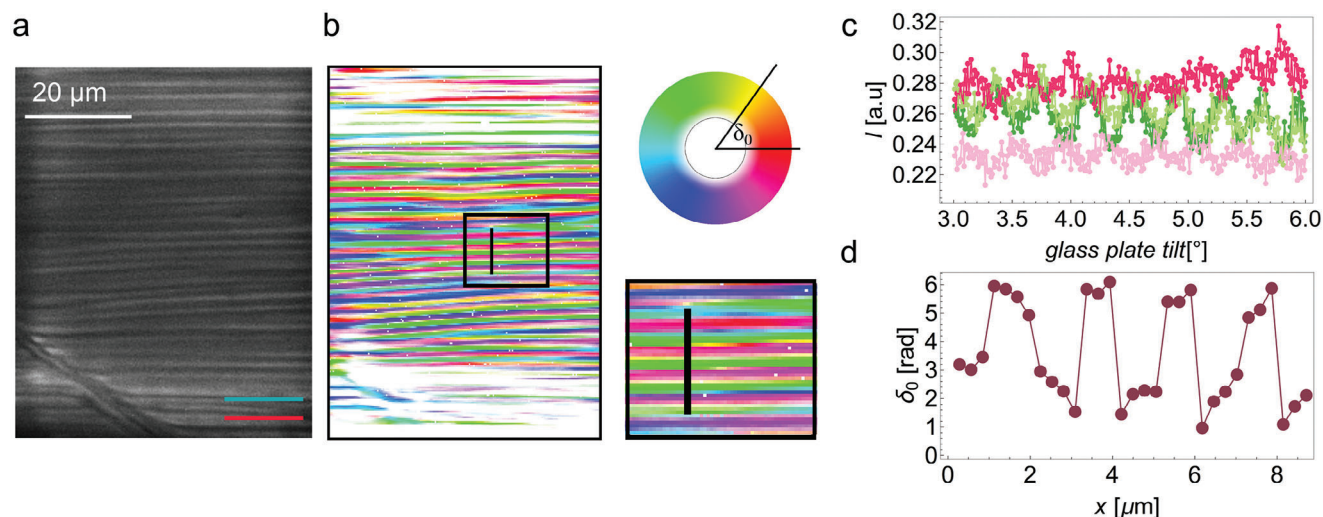 a
20 μm
b
δ0
c
I [a.u]
0.32
0.30
0.28
0.26
0.24
0.22
3.0 3.5 4.0 4.5 5.0 5.5 6.0
glass plate tilt[°]
d
δ0 [rad]
6
5
4
3
2
1
0
0 2 4 6 8
x [μm]